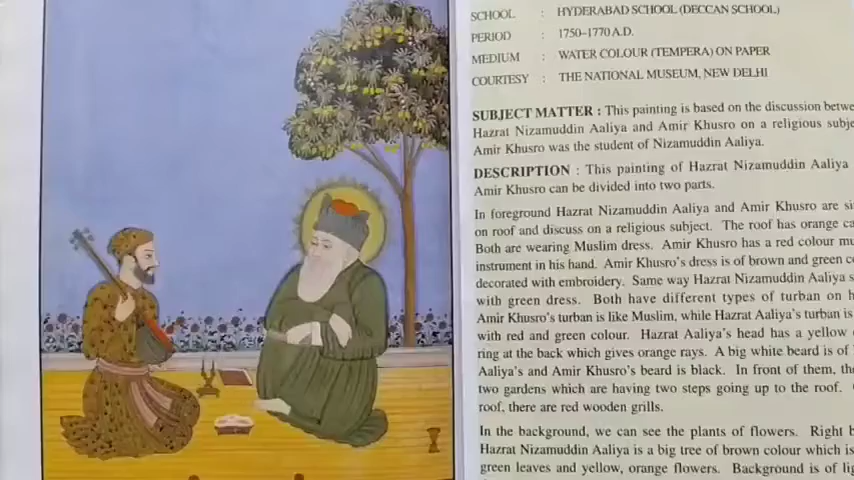 SCHOOL : HYDERABAD SCHOOL (DECCAN SCHOOL)
PERIOD : 1750–1770 A.D.
MEDIUM : WATER COLOUR (TEMPERA) ON PAPER
COURTESY : THE NATIONAL MUSEUM, NEW DELHI
SUBJECT MATTER : This painting is based on the discussion betwe
Hazrat Nizamuddin Aaliya and Amir Khusro on a religious subje
Amir Khusro was the student of Nizamuddin Aaliya.
DESCRIPTION : This painting of Hazrat Nizamuddin Aaliya
Amir Khusro can be divided into two parts.
In foreground Hazrat Nizamuddin Aaliya and Amir Khusro are si
on roof and discuss on a religious subject. The roof has orange ca
Both are wearing Muslim dress. Amir Khusro has a red colour mu
instrument in his hand. Amir Khusro's dress is of brown and green c
decorated with embroidery. Same way Hazrat Nizamuddin Aaliya s
with green dress. Both have different types of turban on h
Amir Khusro's turban is like Muslim, while Hazrat Aaliya's turban is
with red and green colour. Hazrat Aaliya's head has a yellow
ring at the back which gives orange rays. A big white beard is of
Aaliya's and Amir Khusro's beard is black. In front of them, the
two gardens which are having two steps going up to the roof.
roof, there are red wooden grills.
In the background, we can see the plants of flowers. Right b
Hazrat Nizamuddin Aaliya is a big tree of brown colour which is
green leaves and yellow, orange flowers. Background is of lig